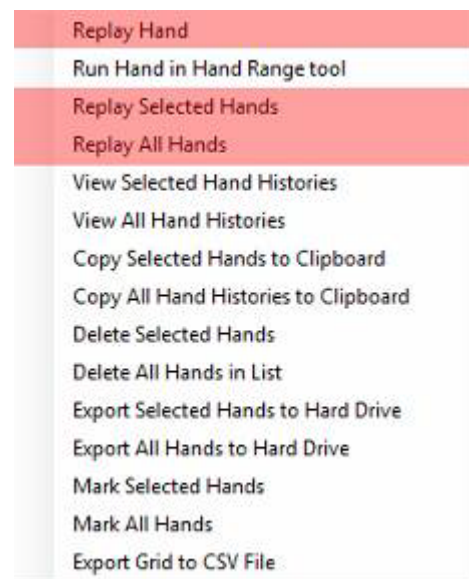 Replay Hand
Run Hand in Hand Range tool
Replay Selected Hands
Replay All Hands
View Selected Hand Histories
View All Hand Histories
Copy Selected Hands to Clipboard
Copy All Hand Histories to Clipboard
Delete Selected Hands
Delete All Hands in List
Export Selected Hands to Hard Drive
Export All Hands to Hard Drive
Mark Selected Hands
Mark All Hands
Export Grid to CSV File